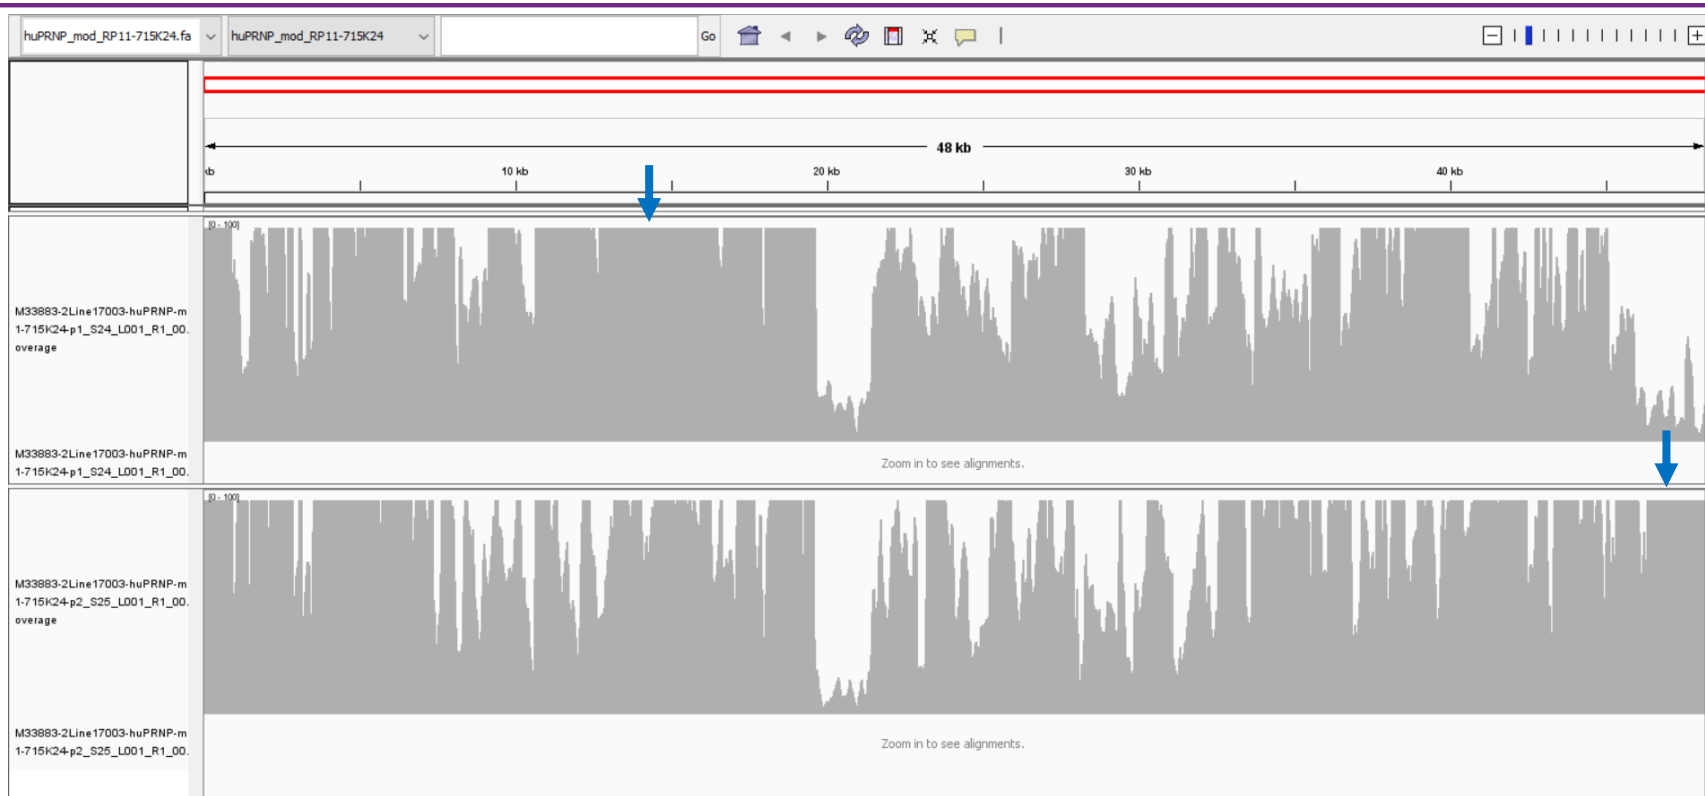 huPRNP_mod_RP11-715K24.fa huPRNP_mod_RP11-715K24 Go
48 kb
kb 10 kb 20 kb 30 kb 40 kb
[0 - 100]
M33883-2Line17003-huPRNP-m
1-715K24-p1_S24_L001_R1_00.
overage
M33883-2Line17003-huPRNP-m
1-715K24-p1_S24_L001_R1_00.
Zoom in to see alignments.
[0 - 100]
M33883-2Line17003-huPRNP-m
1-715K24-p2_S25_L001_R1_00.
overage
M33883-2Line17003-huPRNP-m
1-715K24-p2_S25_L001_R1_00.
Zoom in to see alignments.